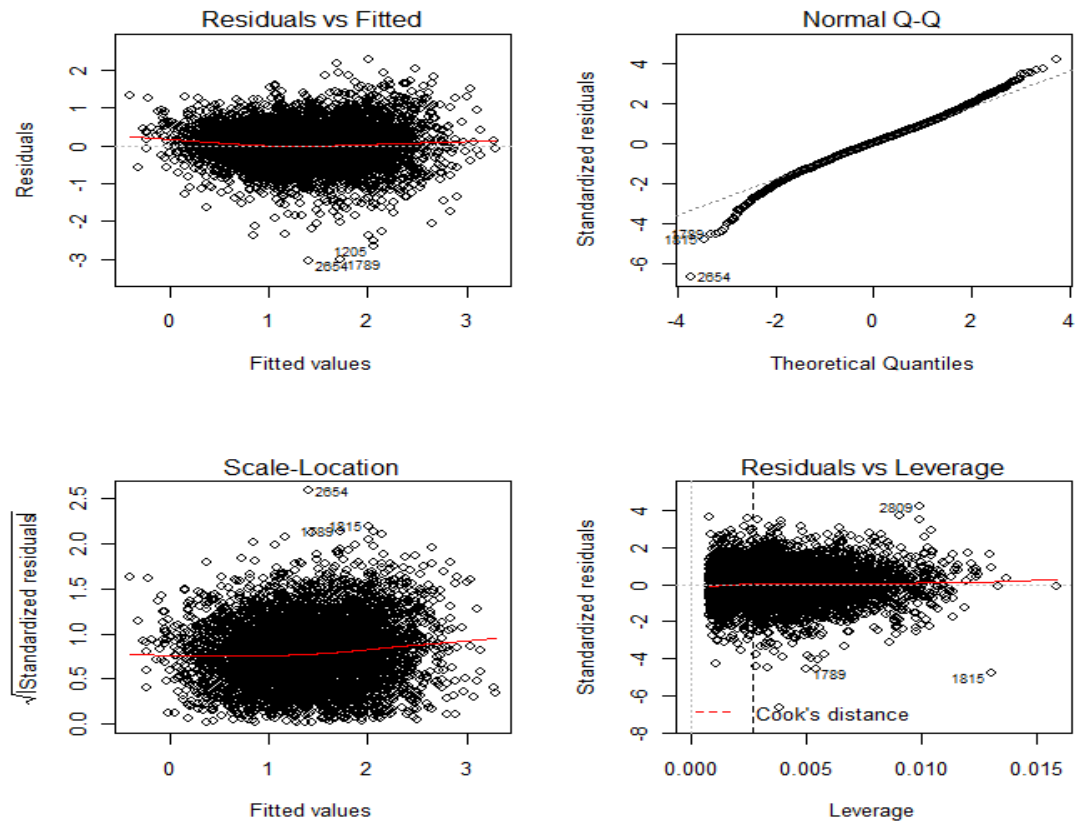 Residuals vs Fitted
Residuals
2
1
0
-1
-2
-3
1205
2654
1789
0 1 2 3
Fitted values
Normal Q-Q
Standardized residuals
4
2
0
-2
-4
-6
1789
1815
2654
-4 -2 0 2 4
Theoretical Quantiles
Scale-Location
√|Standardized residuals|
2.5
2.0
1.5
1.0
0.5
0.0
2654
1815
1789
0 1 2 3
Fitted values
Residuals vs Leverage
Standardized residuals
4
2
0
-2
-4
-6
-8
2809
1789
1815
Cook's distance
0.000 0.005 0.010 0.015
Leverage